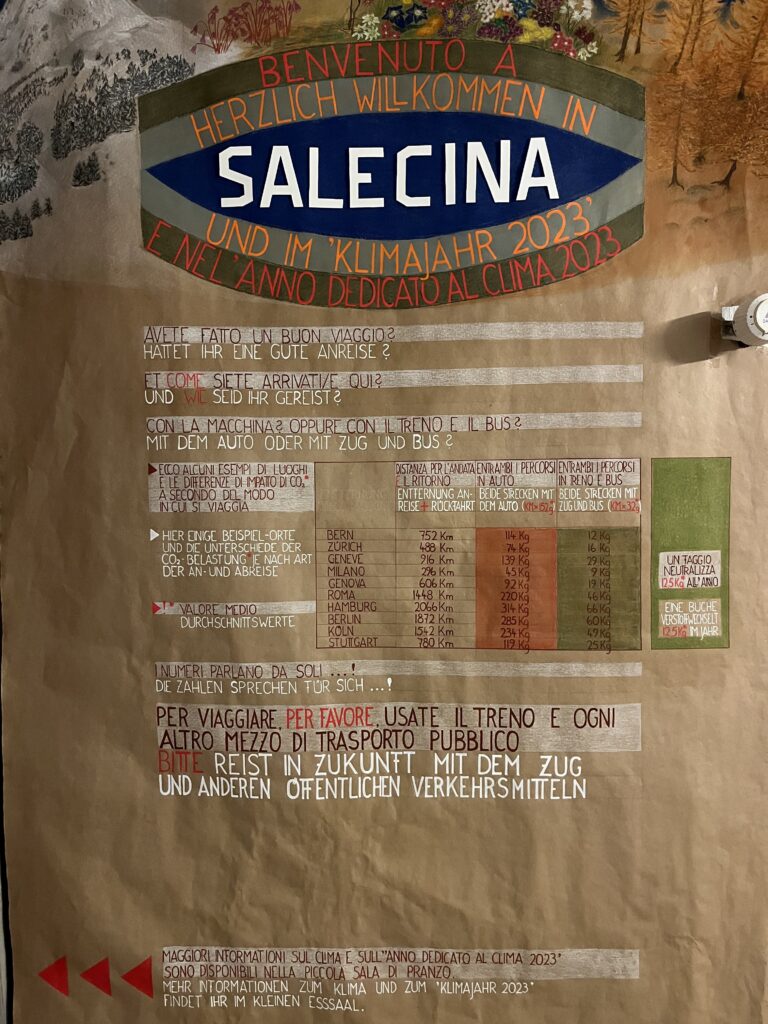 BENVENUTO A
HERZLICH WILLKOMMEN IN
SALECINA
UND IM 'KLIMAJAHR 2023'
E NEL'ANNO DEDICATO AL CLIMA 2023
AVETE FATTO UN BUON VIAGGIO?
HATTET IHR EINE GUTE ANREISE?
ET COME SIETE ARRIVATI/E QUI?
UND WIE SEID IHR GEREIST?
CON LA MACCHINA? OPPURE CON IL TRENO E IL BUS?
MIT DEM AUTO ODER MIT ZUG UND BUS?
ECCO ALCUNI ESEMPI DI LUOGHI
E LE DIFFERENZE DI IMPATTO DI CO₂*
A SECONDO DEL MODO
IN CUI SI VIAGGIA
HIER EINIGE BEISPIEL-ORTE
UND DIE UNTERSCHIEDE DER
CO₂-BELASTUNG* JE NACH ART
DER AN- UND ABREISE
VALORE MEDIO
DURCHSCHNITTSWERTE
DISTANZA PER L'ANDATA
E IL RITORNO
ENTFERNUNG AN-
REISE + RÜCKFAHRT
ENTRAMBI I PERCORSI
IN AUTO
BEIDE STRECKEN MIT
DEM AUTO (KM=152g)
ENTRAMBI I PERCORSI
IN TRENO E BUS
BEIDE STRECKEN MIT
ZUG UND BUS (KM=32g)
BERN 752 Km 114 Kg 12 Kg
ZÜRICH 488 Km 74 Kg 16 Kg
GENEVE 916 Km 139 Kg 29 Kg
MILANO 294 Km 45 Kg 9 Kg
GENOVA 606 Km 92 Kg 19 Kg
ROMA 1448 Km 220 Kg 46 Kg
HAMBURG 2066 Km 314 Kg 66 Kg
BERLIN 1872 Km 285 Kg 60 Kg
KÖLN 1542 Km 234 Kg 49 Kg
STUTTGART 780 Km 119 Kg 25 Kg
UN FAGGIO
NEUTRALIZZA
12.5 Kg ALL'ANNO
EINE BUCHE
VERSTOFFWECHSELT
12.5 Kg IM JAHR
I NUMERI PARLANO DA SOLI ...!
DIE ZAHLEN SPRECHEN FÜR SICH ...!
PER VIAGGIARE, PER FAVORE, USATE IL TRENO E OGNI
ALTRO MEZZO DI TRASPORTO PUBBLICO
BITTE REIST IN ZUKUNFT MIT DEM ZUG
UND ANDEREN ÖFFENTLICHEN VERKEHRSMITTELN
MAGGIORI INFORMATIONI SUL CLIMA E SULL'"ANNO DEDICATO AL CLIMA 2023"
SONO DISPONIBILI NELLA PICCOLA SALA DI PRANZO.
MEHR INFORMATIONEN ZUM KLIMA UND ZUM 'KLIMAJAHR 2023'
FINDET IHR IM KLEINEN ESSSAAL.